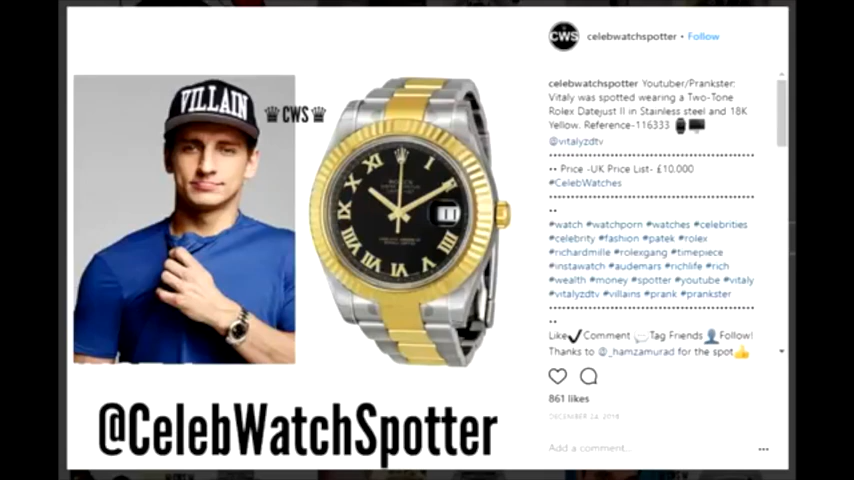 VILLAIN
CWS
XI I
ROLEX
@CelebWatchSpotter
CWS
celebwatchspotter • Follow
celebwatchspotter Youtuber/Prankster:
Vitaly was spotted wearing a Two-Tone
Rolex Datejust II in Stainless steel and 18K
Yellow. Reference-116333
@vitalyzdtv
•• Price -UK Price List- £10,000
#CelebWatches
••
#watch #watchporn #watches #celebrities
#celebrity #fashion #patek #rolex
#richardmille #rolexgang #timepiece
#instawatch #audemars #richlife #rich
#wealth #money #spotter #youtube #vitaly
#vitalyzdtv #villains #prank #prankster
••
Like✔Comment 💬Tag Friends👤Follow!
Thanks to @_hamzamurad for the spot👍
861 likes
DECEMBER 24, 2016
Add a comment...